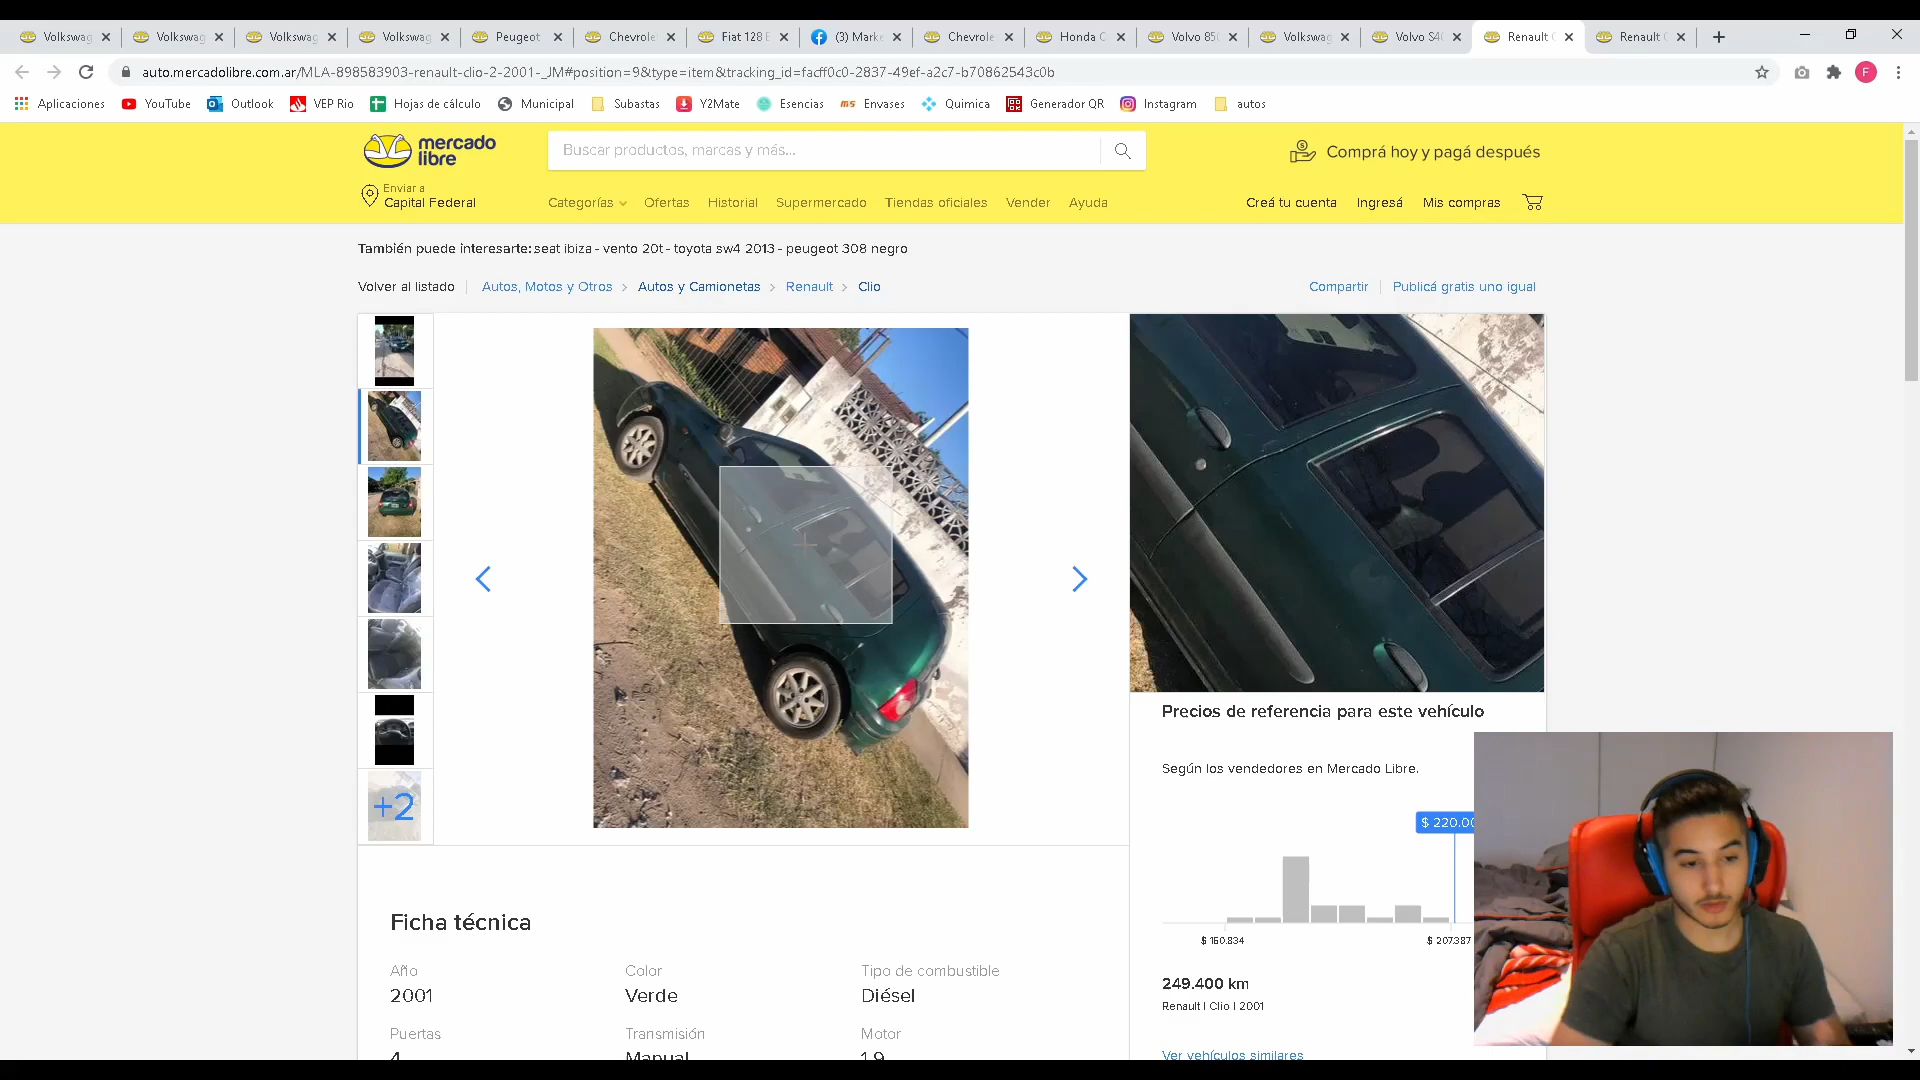 Volkswag
Volkswag
Volkswag
Volkswag
Peugeot
Chevrole
Fiat 128 E
(3) Mark
Chevrole
Honda C
Volvo 850
Volkswag
Volvo S40
Renault C
Renault C
auto.mercadolibre.com.ar/MLA-898583903-renault-clio-2-2001-_JM#position=9&type=item&tracking_id=facff0c0-2837-49ef-a2c7-b70862543c0b
F
Aplicaciones YouTube Outlook VEP Rio Hojas de cálculo Municipal Subastas Y2Mate Esencias Envases Quimica Generador QR Instagram autos
mercado
libre
Buscar productos, marcas y más...
Comprá hoy y pagá después
Enviar a
Capital Federal
Categorías Ofertas Historial Supermercado Tiendas oficiales Vender Ayuda
Creá tu cuenta Ingresá Mis compras
También puede interesarte: seat ibiza - vento 20t - toyota sw4 2013 - peugeot 308 negro
Volver al listado Autos, Motos y Otros > Autos y Camionetas > Renault > Clio
Compartir Publicá gratis uno igual
+2
Precios de referencia para este vehículo
Según los vendedores en Mercado Libre.
$ 220.00
$ 160.834 $ 207.387
249.400 km
Renault | Clio | 2001
Ver vehículos similares
Ficha técnica
Año Color Tipo de combustible
2001 Verde Diésel
Puertas Transmisión Motor
4 Manual 1.9